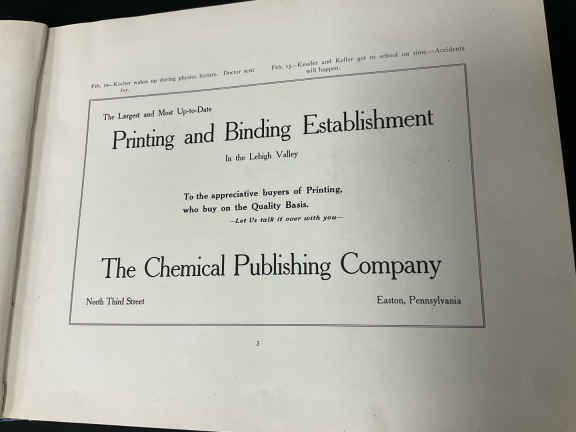 Feb. 10—Kocher wakes up during physics lecture. Doctor sent
for.
Feb. 13.—Kessler and Keller get to school on time.—Accidents
will happen.
The Largest and Most Up-to-Date
Printing and Binding Establishment
In the Lehigh Valley
To the appreciative buyers of Printing,
who buy on the Quality Basis.
—Let Us talk it over with you—
The Chemical Publishing Company
North Third Street
Easton, Pennsylvania
2